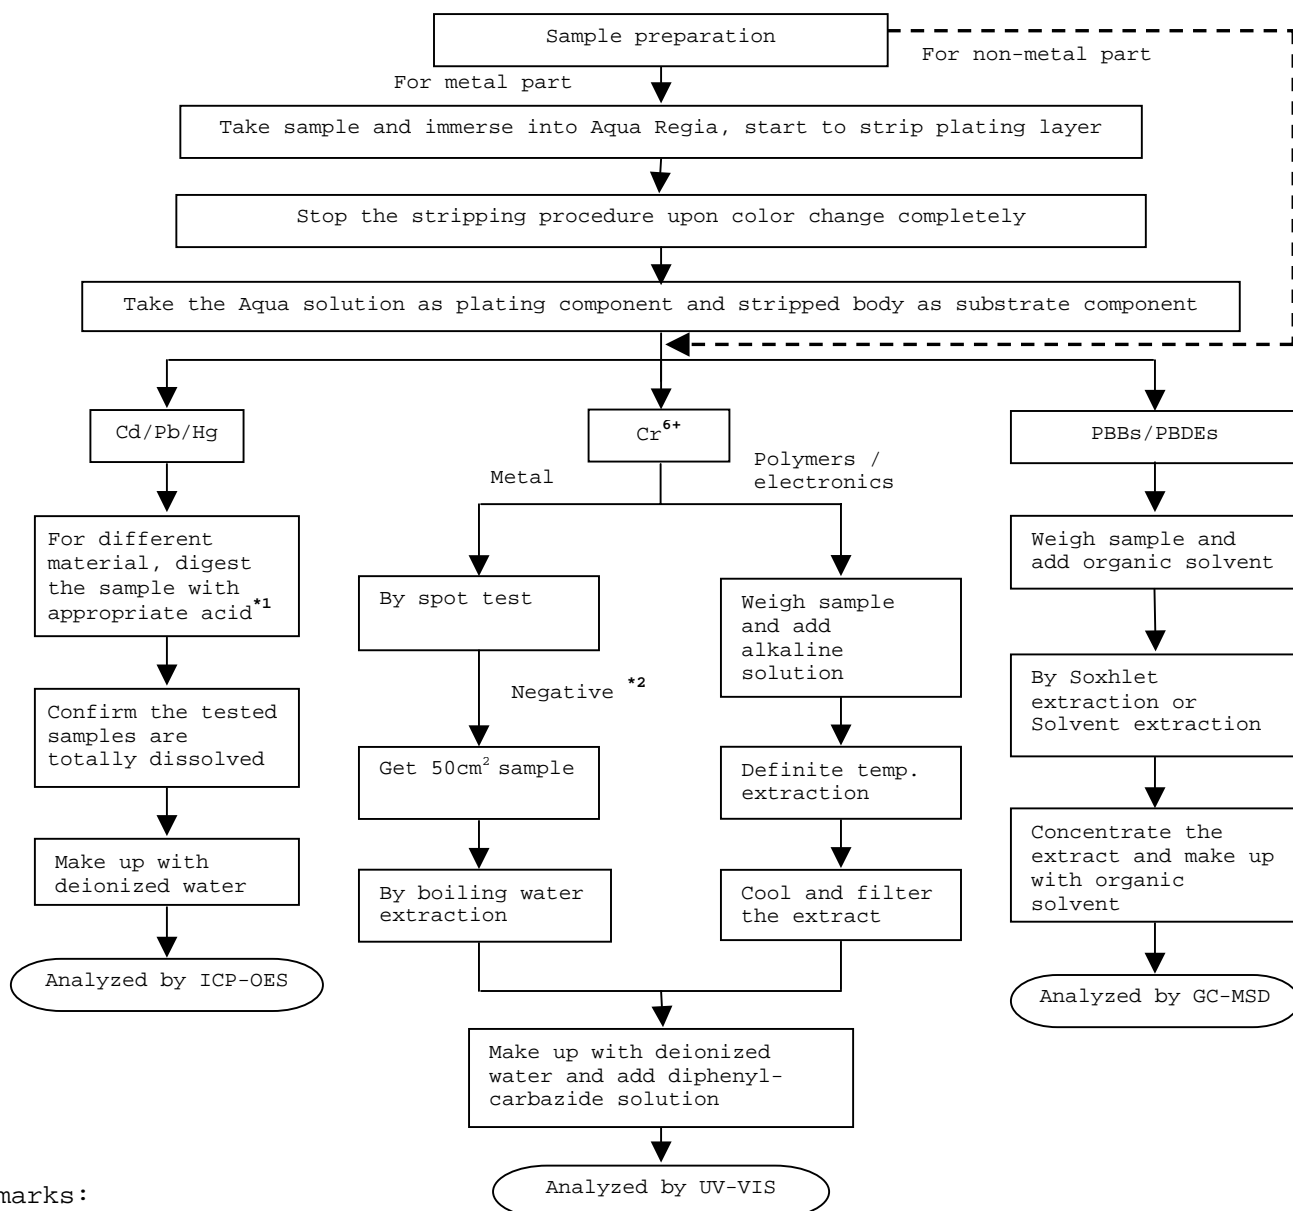 Sample preparation
For non-metal part
For metal part
Take sample and immerse into Aqua Regia, start to strip plating layer
Stop the stripping procedure upon color change completely
Take the Aqua solution as plating component and stripped body as substrate component
Cd/Pb/Hg
Cr6+
PBBs/PBDEs
Metal
Polymers /
electronics
For different
material, digest
the sample with
appropriate acid*1
Confirm the tested
samples are
totally dissolved
Make up with
deionized water
Analyzed by ICP-OES
By spot test
Negative *2
Get 50cm2 sample
By boiling water
extraction
Weigh sample
and add
alkaline
solution
Definite temp.
extraction
Cool and filter
the extract
Make up with deionized
water and add diphenyl-
carbazide solution
Analyzed by UV-VIS
Weigh sample and
add organic solvent
By Soxhlet
extraction or
Solvent extraction
Concentrate the
extract and make up
with organic
solvent
Analyzed by GC-MSD
marks: